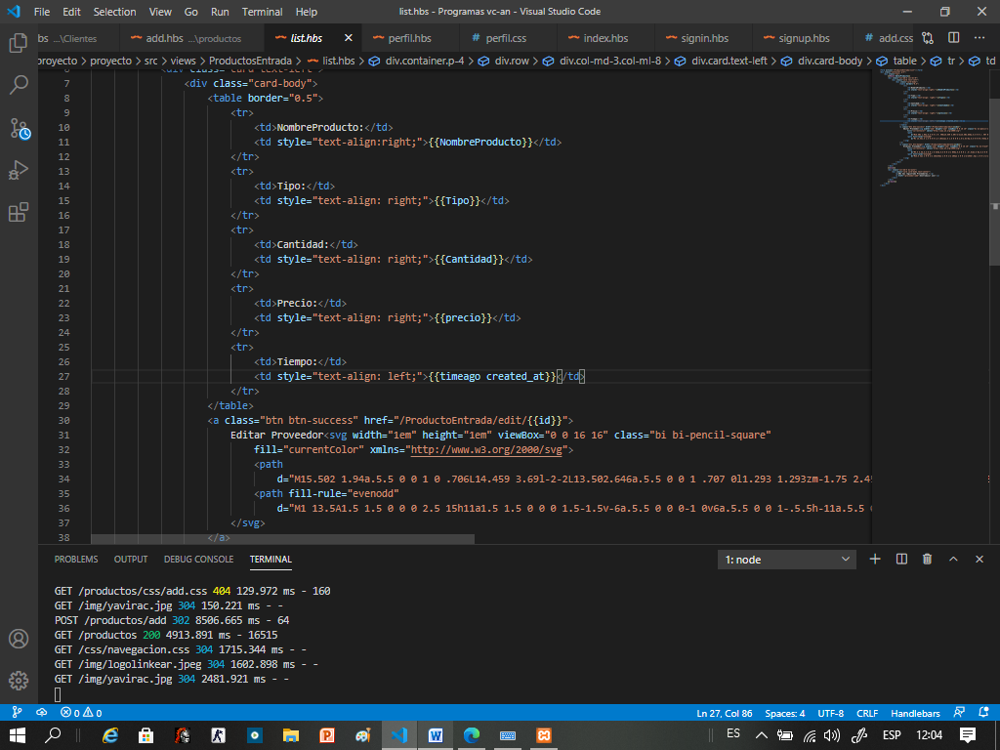 File Edit Selection View Go Run Terminal Help list.hbs - Programas vc-an - Visual Studio Code
bs ...\Clientes add.hbs ...\productos list.hbs perfil.hbs perfil.css index.hbs signin.hbs signup.hbs add.css
proyecto > proyecto > src > views > ProductosEntrada > list.hbs > div.container.p-4 > div.row > div.col-md-3.col-ml-8 > div.card.text-left > div.card-body > table > tr > td
6 <div class="card text-left">
7 <div class="card-body">
8 <table border="0.5">
9 <tr>
10 <td>NombreProducto:</td>
11 <td style="text-align:right;">{{NombreProducto}}</td>
12 </tr>
13 <tr>
14 <td>Tipo:</td>
15 <td style="text-align: right;">{{Tipo}}</td>
16 </tr>
17 <tr>
18 <td>Cantidad:</td>
19 <td style="text-align: right;">{{Cantidad}}</td>
20 </tr>
21 <tr>
22 <td>Precio:</td>
23 <td style="text-align: right;">{{precio}}</td>
24 </tr>
25 <tr>
26 <td>Tiempo:</td>
27 <td style="text-align: left;">{{timeago created_at}}</td>
28 </tr>
29 </table>
30 <a class="btn btn-success" href="/ProductoEntrada/edit/{{id}}">
31 Editar Proveedor<svg width="1em" height="1em" viewBox="0 0 16 16" class="bi bi-pencil-square"
32 fill="currentColor" xmlns="http://www.w3.org/2000/svg">
33 <path
34 d="M15.502 1.94a.5.5 0 0 1 0 .706L14.459 3.69l-2-2L13.502.646a.5.5 0 0 1 .707 0l1.293 1.293zm-1.75 2.4
35 <path fill-rule="evenodd"
36 d="M1 13.5A1.5 1.5 0 0 0 2.5 15h11a1.5 1.5 0 0 0 1.5-1.5v-6a.5.5 0 0 0-1 0v6a.5.5 0 0 1-.5.5h-11a.5.5
37 </svg>
38 </a>
PROBLEMS OUTPUT DEBUG CONSOLE TERMINAL 1: node
GET /productos/css/add.css 404 129.972 ms - 160
GET /img/yavirac.jpg 304 150.221 ms - -
POST /productos/add 302 8506.665 ms - 64
GET /productos 200 4913.891 ms - 16515
GET /css/navegacion.css 304 1715.344 ms - -
GET /img/logolinkear.jpeg 304 1602.898 ms - -
GET /img/yavirac.jpg 304 2481.921 ms - -
0 0 Ln 27, Col 86 Spaces: 4 UTF-8 CRLF Handlebars
ES ESP 12:04